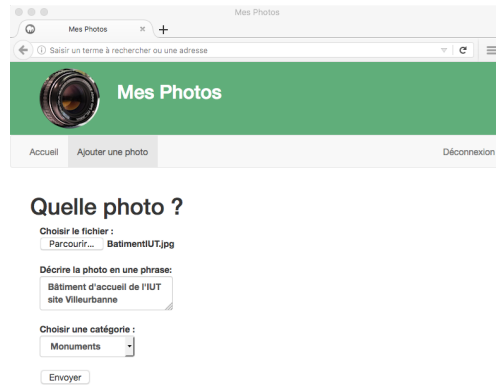 Mes Photos
Mes Photos
Saisir un terme à rechercher ou une adresse
Mes Photos
Accueil Ajouter une photo Déconnexion
Quelle photo ?
Choisir le fichier :
Parcourir... BatimentIUT.jpg
Décrire la photo en une phrase:
Bâtiment d'accueil de l'IUT
site Villeurbanne
Choisir une catégorie :
Monuments
Envoyer